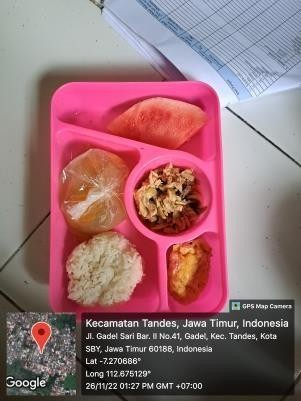 GPS Map Camera
Kecamatan Tandes, Jawa Timur, Indonesia
Jl. Gadel Sari Bar. II No.41, Gadel, Kec. Tandes, Kota
SBY, Jawa Timur 60188, Indonesia
Lat -7.270686°
Long 112.675129°
26/11/22 01:27 PM GMT +07:00
Google